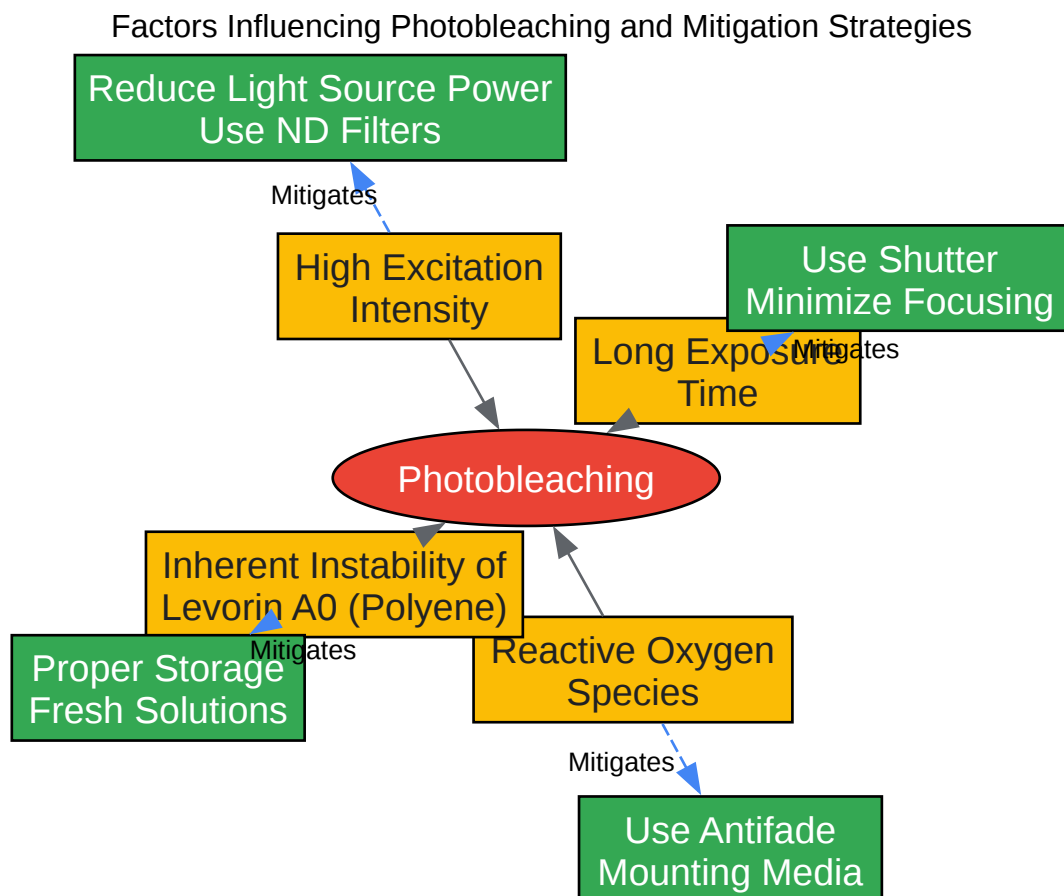 Factors Influencing Photobleaching and Mitigation Strategies
Reduce Light Source Power
Use ND Filters
Mitigates
High Excitation
Intensity
Use Shutter
Minimize Focusing
Mitigates
Long Exposure
Time
Photobleaching
Inherent Instability of
Levorin A0 (Polyene)
Mitigates
Proper Storage
Fresh Solutions
Reactive Oxygen
Species
Mitigates
Use Antifade
Mounting Media